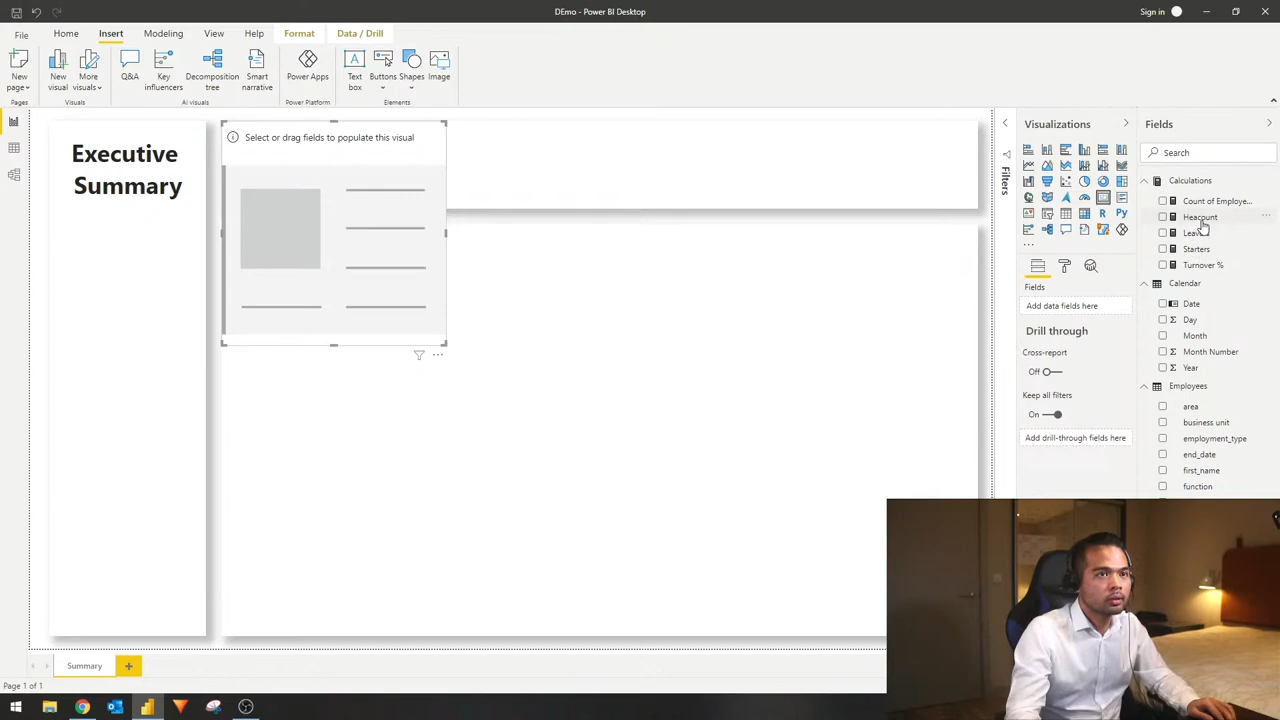 DEmo - Power BI Desktop
Sign in
File
Home
Insert
Modeling
View
Help
Format
Data / Drill
New page
New visual
More visuals
Q&A
Key influencers
Decomposition tree
Smart narrative
Power Apps
Text box
Buttons
Shapes
Image
Pages
Visuals
AI visuals
Power Platform
Elements
Executive
Summary
Select or drag fields to populate this visual
Filters
Visualizations
R
Py
Fields
Add data fields here
Drill through
Cross-report
Off
Keep all filters
On
Add drill-through fields here
Fields
Search
Calculations
Count of Employe...
Heacount
Starters
Turnover %
Calendar
Date
Day
Month
Month Number
Year
Employees
area
business unit
employment_type
end_date
first_name
function
Summary
Page 1 of 1